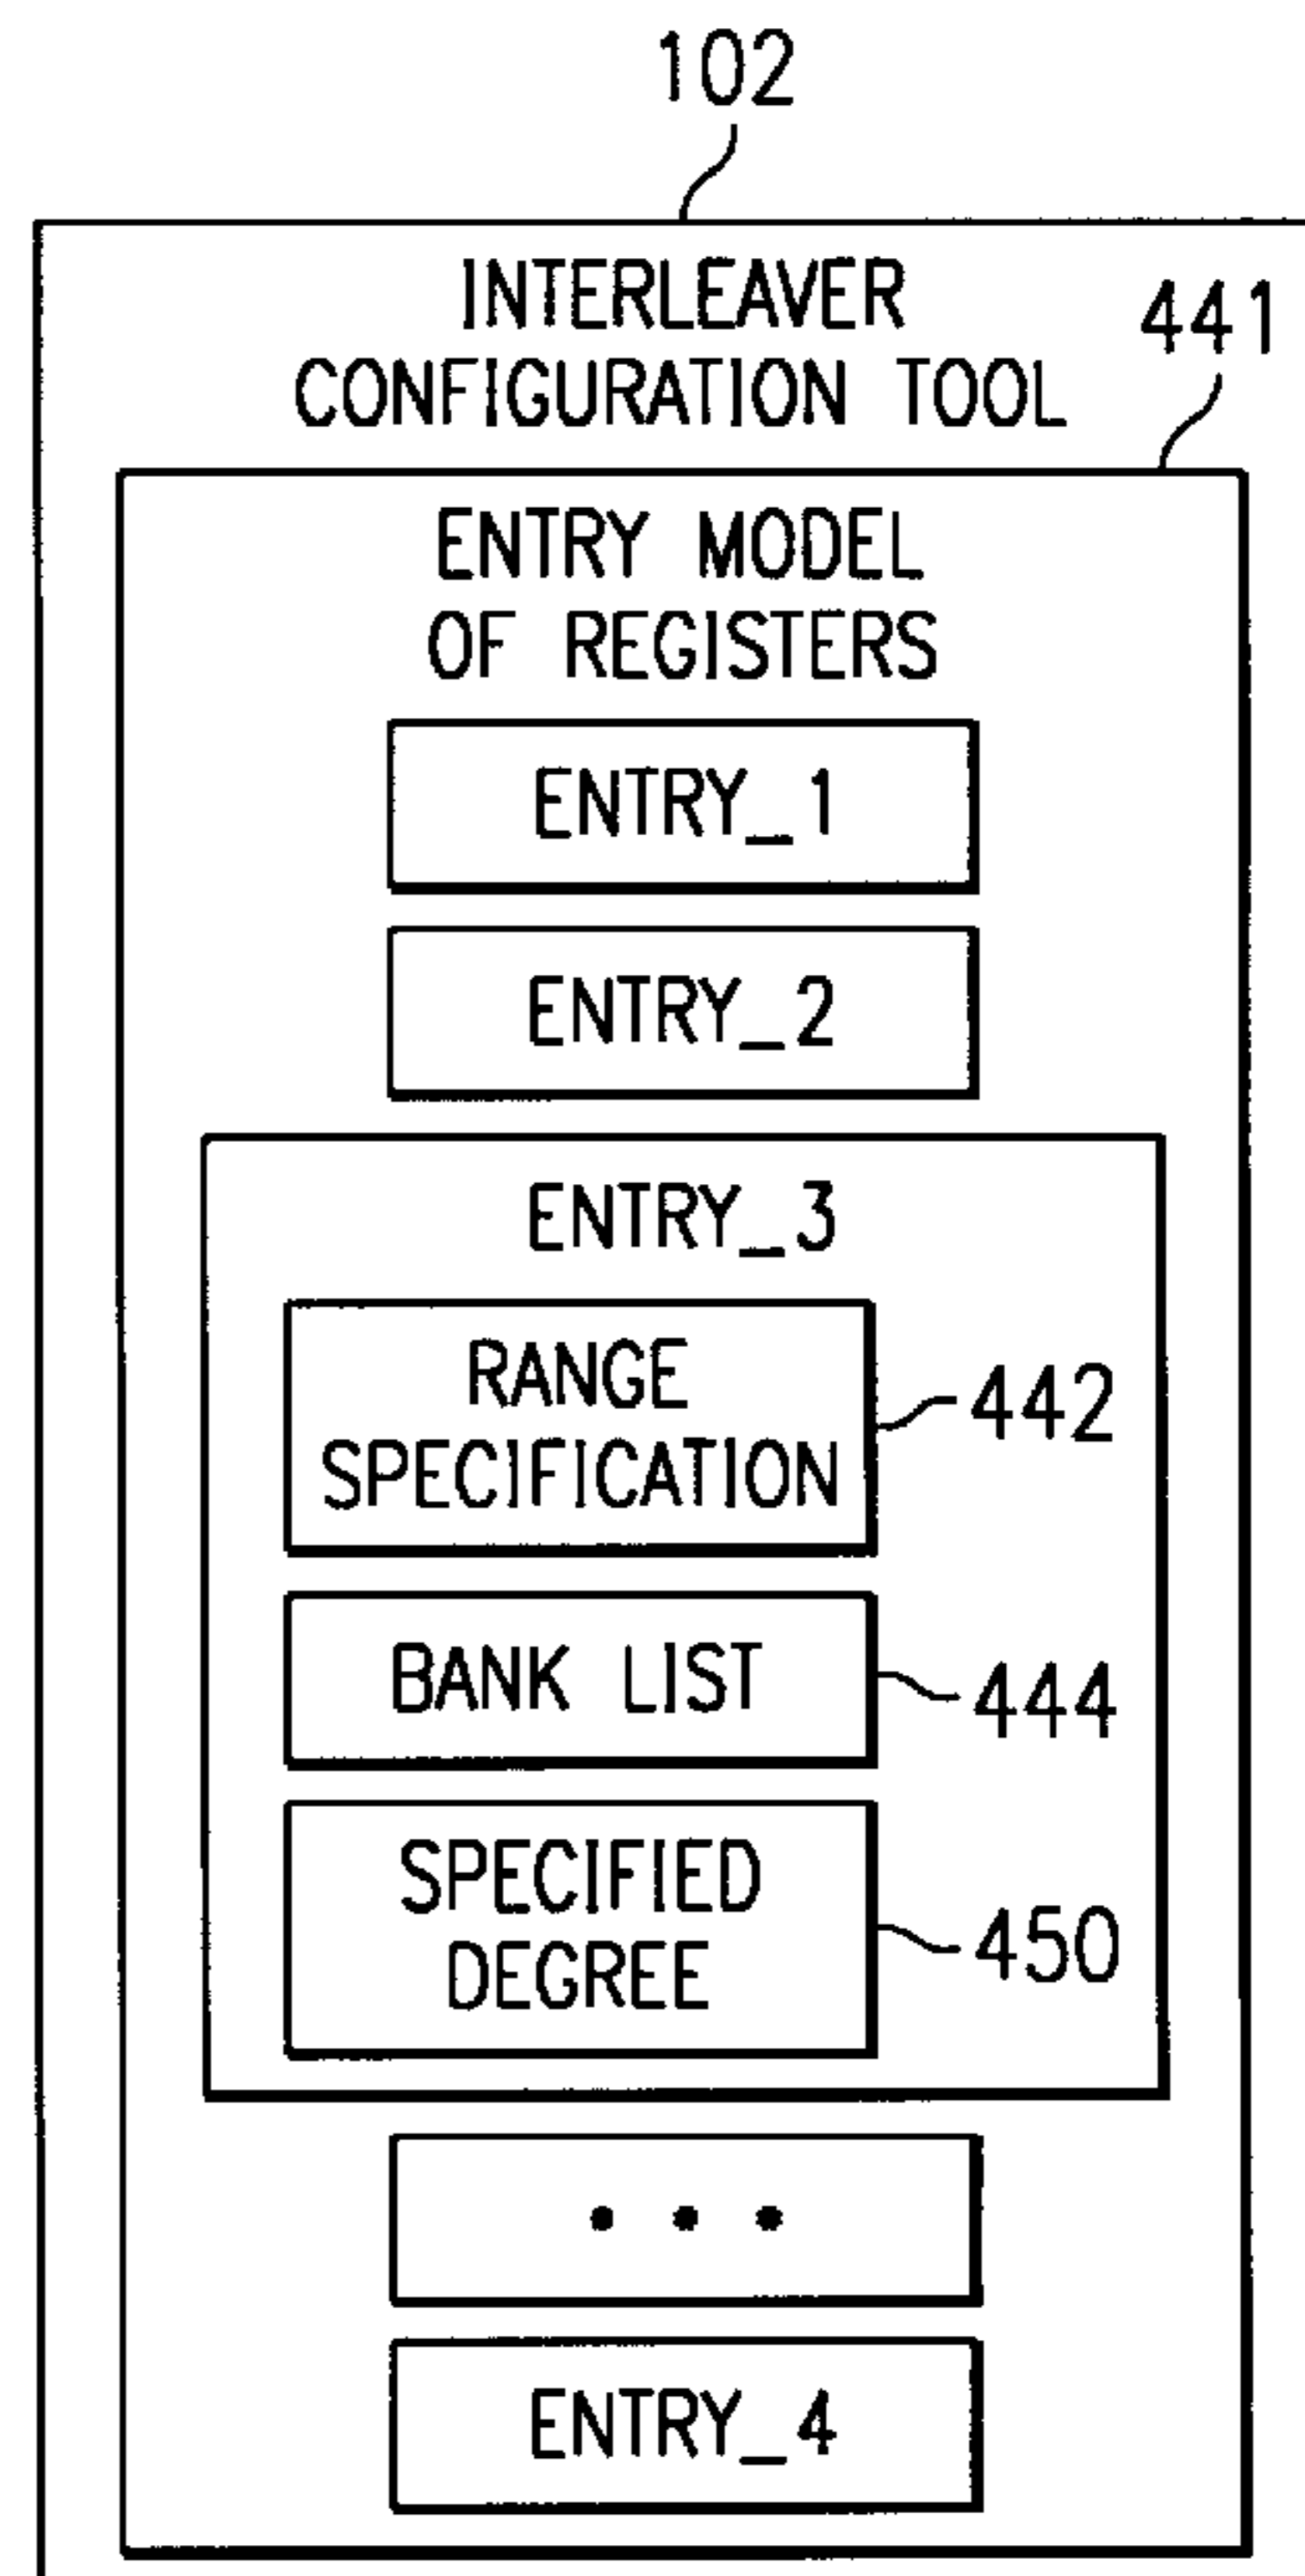 102
INTERLEAVER
CONFIGURATION TOOL
441
ENTRY MODEL
OF REGISTERS
ENTRY_1
ENTRY_2
ENTRY_3
RANGE
SPECIFICATION
442
BANK LIST
444
SPECIFIED
DEGREE
450
• • •
ENTRY_4